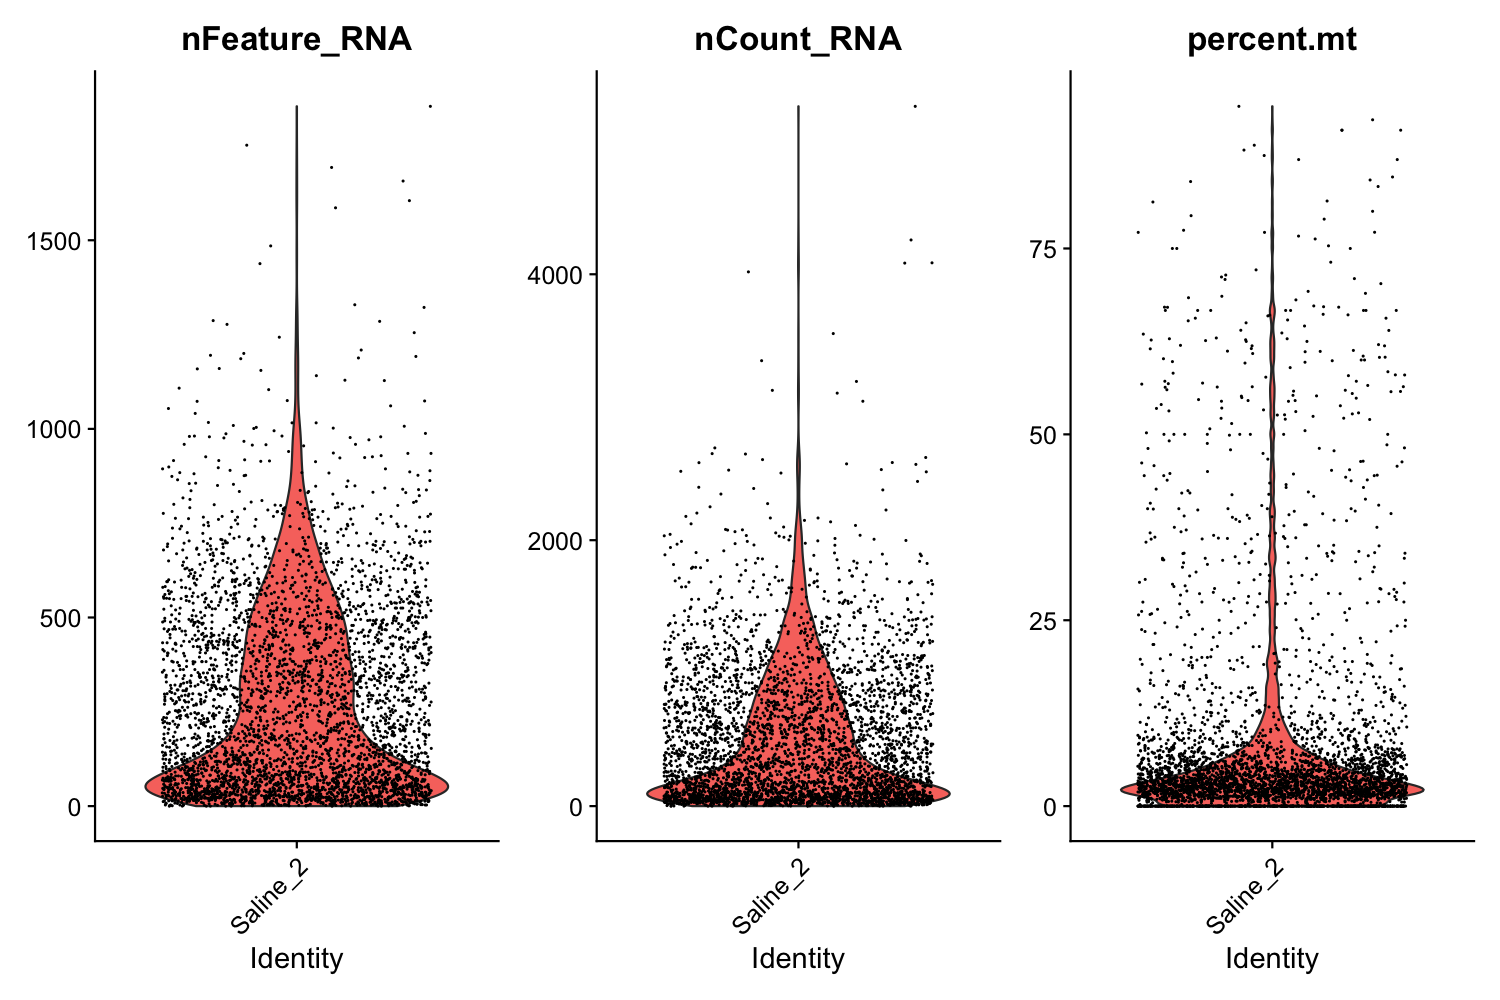 nFeature_RNA
nCount_RNA
percent.mt
1500
1000
500
0
4000
2000
0
75
50
25
0
Saline_2
Saline_2
Saline_2
Identity
Identity
Identity